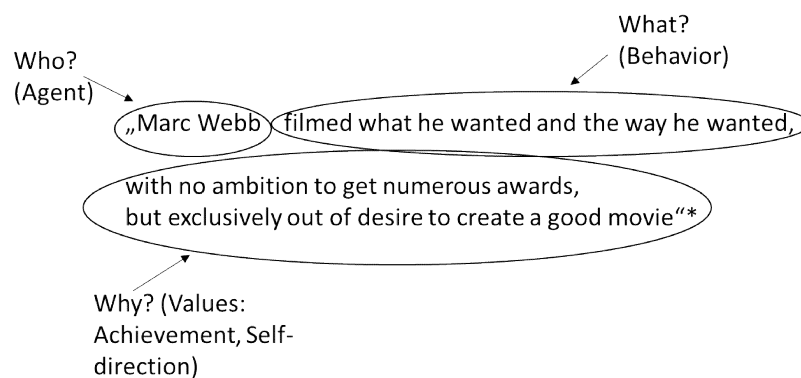 What?
(Behavior)
Who?
(Agent)
„Marc Webb filmed what he wanted and the way he wanted,
with no ambition to get numerous awards,
but exclusively out of desire to create a good movie“*
Why? (Values:
Achievement, Self-
direction)